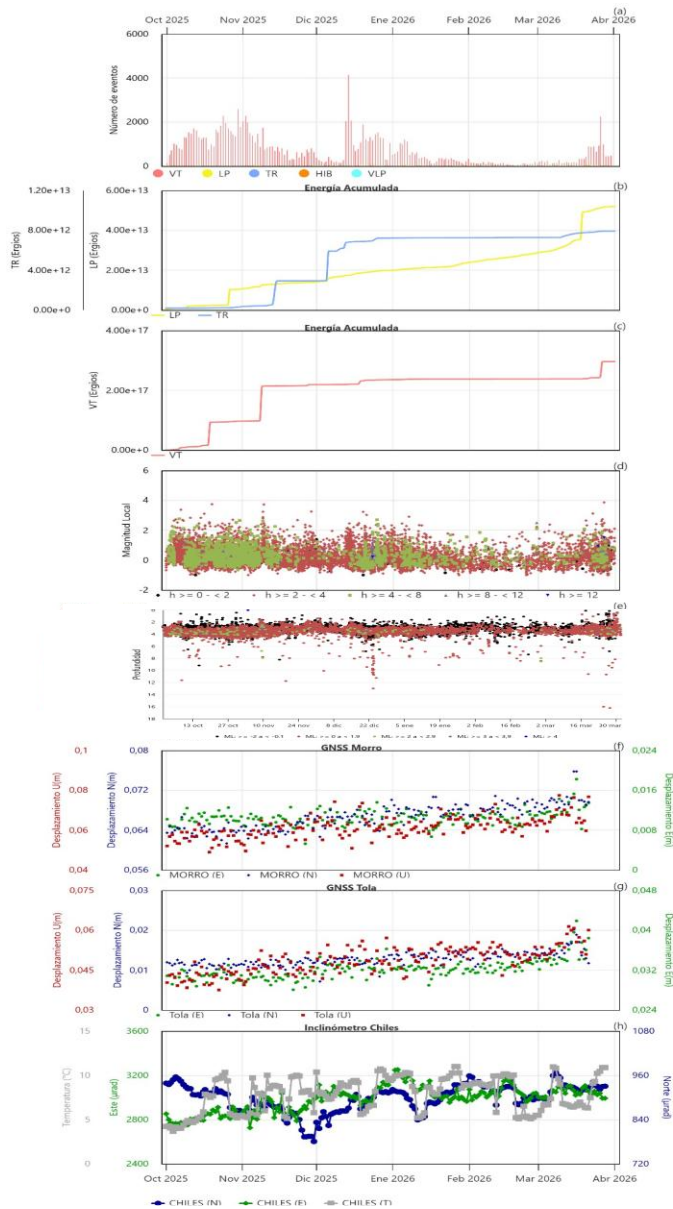 Oct 2025 Nov 2025 Dic 2025 Ene 2026 Feb 2026 Mar 2026 Abr 2026
(a)
6000
4000
2000
0
Número de eventos
VT LP TR HIB VLP
Energía Acumulada
(b)
1.20e+13 6.00e+13
8.00e+12 4.00e+13
4.00e+12 2.00e+13
0.00e+0 0.00e+0
TR (Ergios) LP (Ergios)
LP TR
Energía Acumulada
(c)
4.00e+17
2.00e+17
0.00e+0
VT (Ergios)
VT
(d)
6
4
2
0
-2
Magnitud Local
h >= 0 - < 2 h >= 2 - < 4 h >= 4 - < 8 h >= 8 - < 12 h >= 12
(e)
0
2
4
6
8
10
12
14
16
18
Profundidad
13 oct 27 oct 10 nov 24 nov 8 dic 22 dic 5 ene 19 ene 2 feb 16 feb 2 mar 16 mar 30 mar
GNSS Morro
(f)
0,1 0,08 0,024
0,08 0,072 0,016
0,06 0,064 0,008
0,04 0,056 0
Desplazamiento U(m) Desplazamiento N(m) Desplazamiento E(m)
MORRO (E) MORRO (N) MORRO (U)
GNSS Tola
(g)
0,075 0,03 0,048
0,06 0,02 0,04
0,045 0,01 0,032
0,03 0 0,024
Desplazamiento U(m) Desplazamiento N(m) Desplazamiento E(m)
Tola (E) Tola (N) Tola (U)
Inclinómetro Chiles
(h)
15 3600 1080
10 3200 960
5 2800 840
0 2400 720
Temperatura (°C) Este (µrad) Norte (µrad)
Oct 2025 Nov 2025 Dic 2025 Ene 2026 Feb 2026 Mar 2026 Abr 2026
CHILES (N) CHILES (E) CHILES (T)